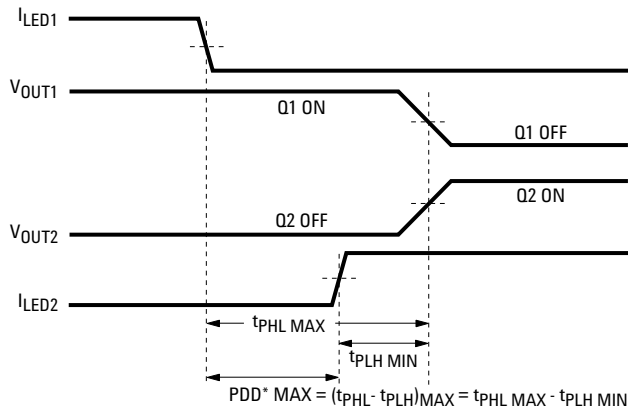 ILED1
VOUT1
Q1 ON
Q1 OFF
Q2 ON
Q2 OFF
VOUT2
ILED2
tPHL MAX
tPLH MIN
PDD* MAX = (tPHL- tPLH)MAX = tPHL MAX - tPLH MIN